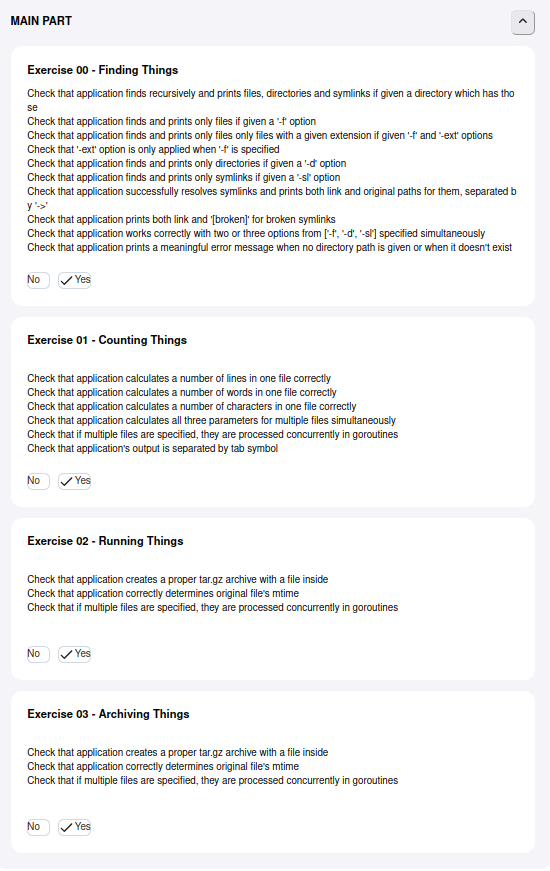 MAIN PART
Exercise 00 - Finding Things
Check that application finds recursively and prints files, directories and symlinks if given a directory which has tho
se
Check that application finds and prints only files if given a '-f' option
Check that application finds and prints only files only files with a given extension if given '-f' and '-ext' options
Check that '-ext' option is only applied when '-f' is specified
Check that application finds and prints only directories if given a '-d' option
Check that application finds and prints only symlinks if given a '-sl' option
Check that application successfully resolves symlinks and prints both link and original paths for them, separated b
y '->'
Check that application prints both link and '[broken]' for broken symlinks
Check that application works correctly with two or three options from ['-f', '-d', '-sl'] specified simultaneously
Check that application prints a meaningful error message when no directory path is given or when it doesn't exist
No Yes
Exercise 01 - Counting Things
Check that application calculates a number of lines in one file correctly
Check that application calculates a number of words in one file correctly
Check that application calculates a number of characters in one file correctly
Check that application calculates all three parameters for multiple files simultaneously
Check that if multiple files are specified, they are processed concurrently in goroutines
Check that application's output is separated by tab symbol
No Yes
Exercise 02 - Running Things
Check that application creates a proper tar.gz archive with a file inside
Check that application correctly determines original file's mtime
Check that if multiple files are specified, they are processed concurrently in goroutines
No Yes
Exercise 03 - Archiving Things
Check that application creates a proper tar.gz archive with a file inside
Check that application correctly determines original file's mtime
Check that if multiple files are specified, they are processed concurrently in goroutines
No Yes